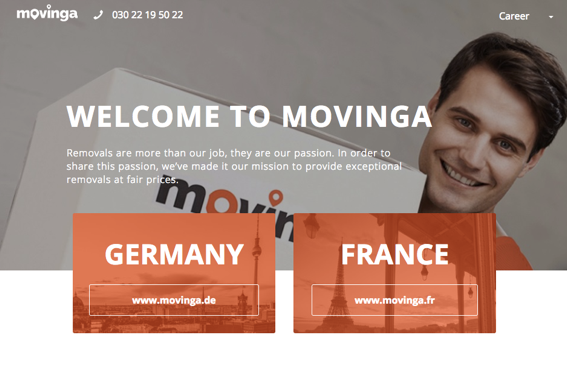 movinga
030 22 19 50 22
Career
WELCOME TO MOVINGA
Removals are more than our job, they are our passion. In order to
share this passion, we've made it our mission to provide exceptional
removals at fair prices.
movin
GERMANY
FRANCE
www.movinga.de
www.movinga.fr